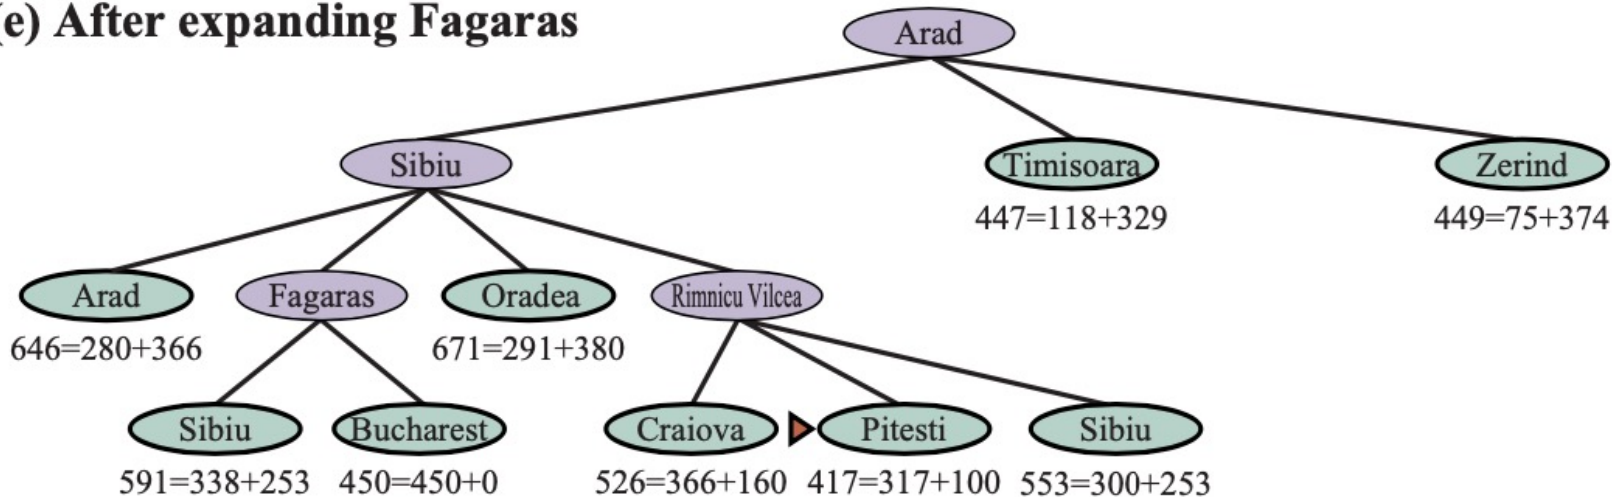 (e) After expanding Fagaras
Arad
Sibiu
Timisoara
Zerind
447=118+329
449=75+374
Arad
Fagaras
Oradea
Rimnicu Vilcea
646=280+366
671=291+380
Sibiu
Bucharest
Craiova
Pitesti
Sibiu
591=338+253
450=450+0
526=366+160
417=317+100
553=300+253